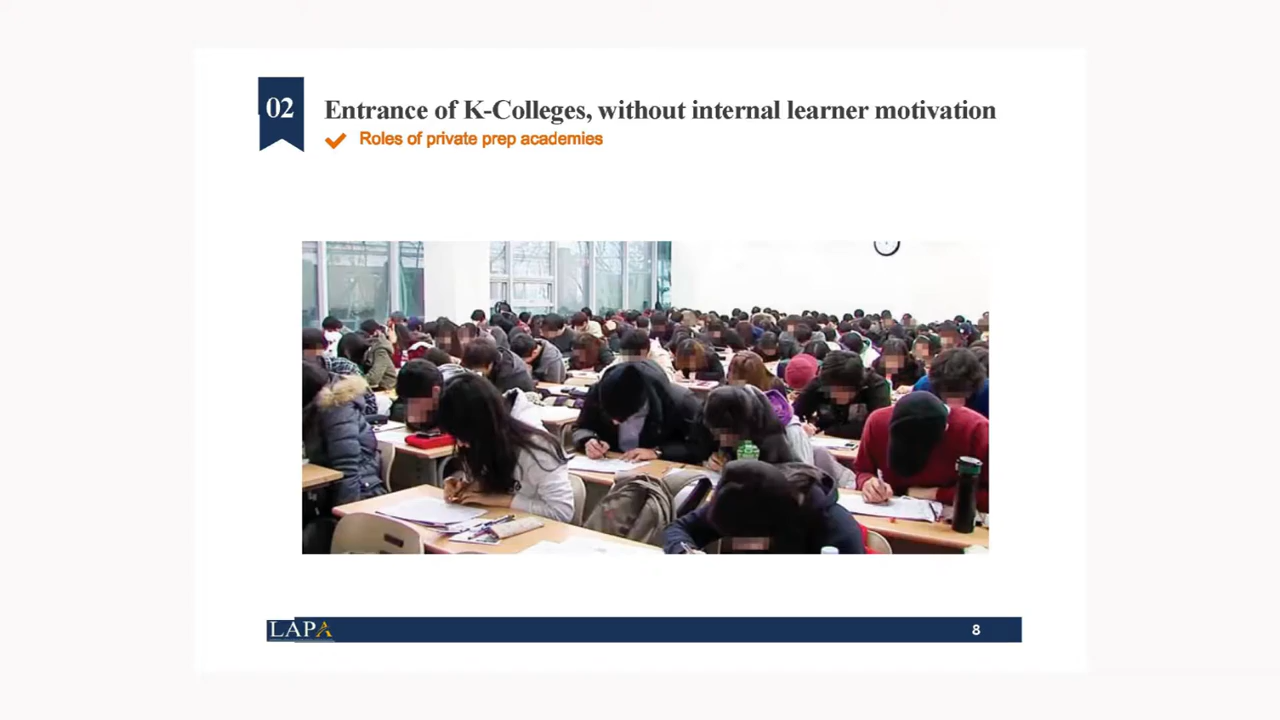 02
Entrance of K-Colleges, without internal learner motivation
Roles of private prep academies
LAPA
8